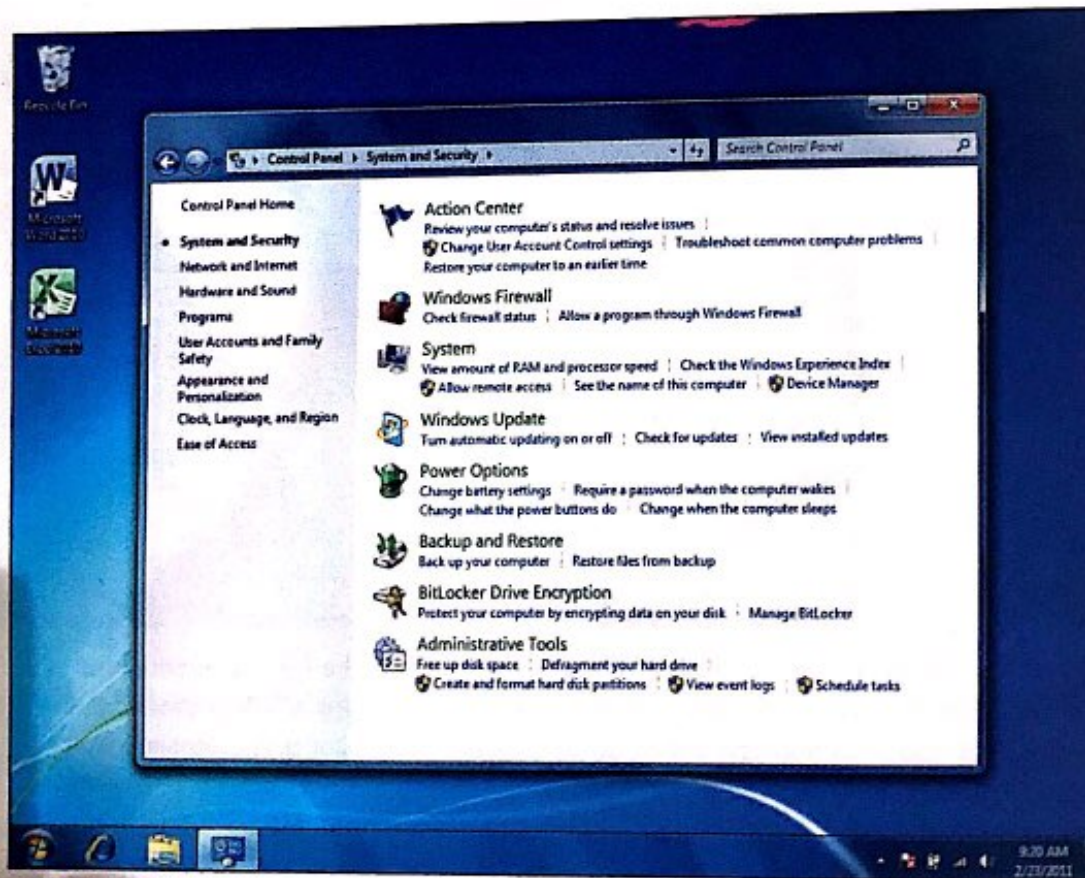 Recycle Bin
Microsoft
Word 2010
Microsoft
Control Panel
System and Security
Search Control Panel
Control Panel Home
System and Security
Network and Internet
Hardware and Sound
Programs
User Accounts and Family
Safety
Appearance and
Personalization
Clock, Language, and Region
Ease of Access
Action Center
Review your computer's status and resolve issues
Change User Account Control settings Troubleshoot common computer problems
Restore your computer to an earlier time
Windows Firewall
Check firewall status Allow a program through Windows Firewall
System
View amount of RAM and processor speed Check the Windows Experience Index
Allow remote access See the name of this computer Device Manager
Windows Update
Turn automatic updating on or off Check for updates View installed updates
Power Options
Change battery settings Require a password when the computer wakes
Change what the power buttons do Change when the computer sleeps
Backup and Restore
Back up your computer Restore files from backup
BitLocker Drive Encryption
Protect your computer by encrypting data on your disk Manage BitLocker
Administrative Tools
Free up disk space Defragment your hard drive
Create and format hard disk partitions View event logs Schedule tasks
9:20 AM
2/23/2011